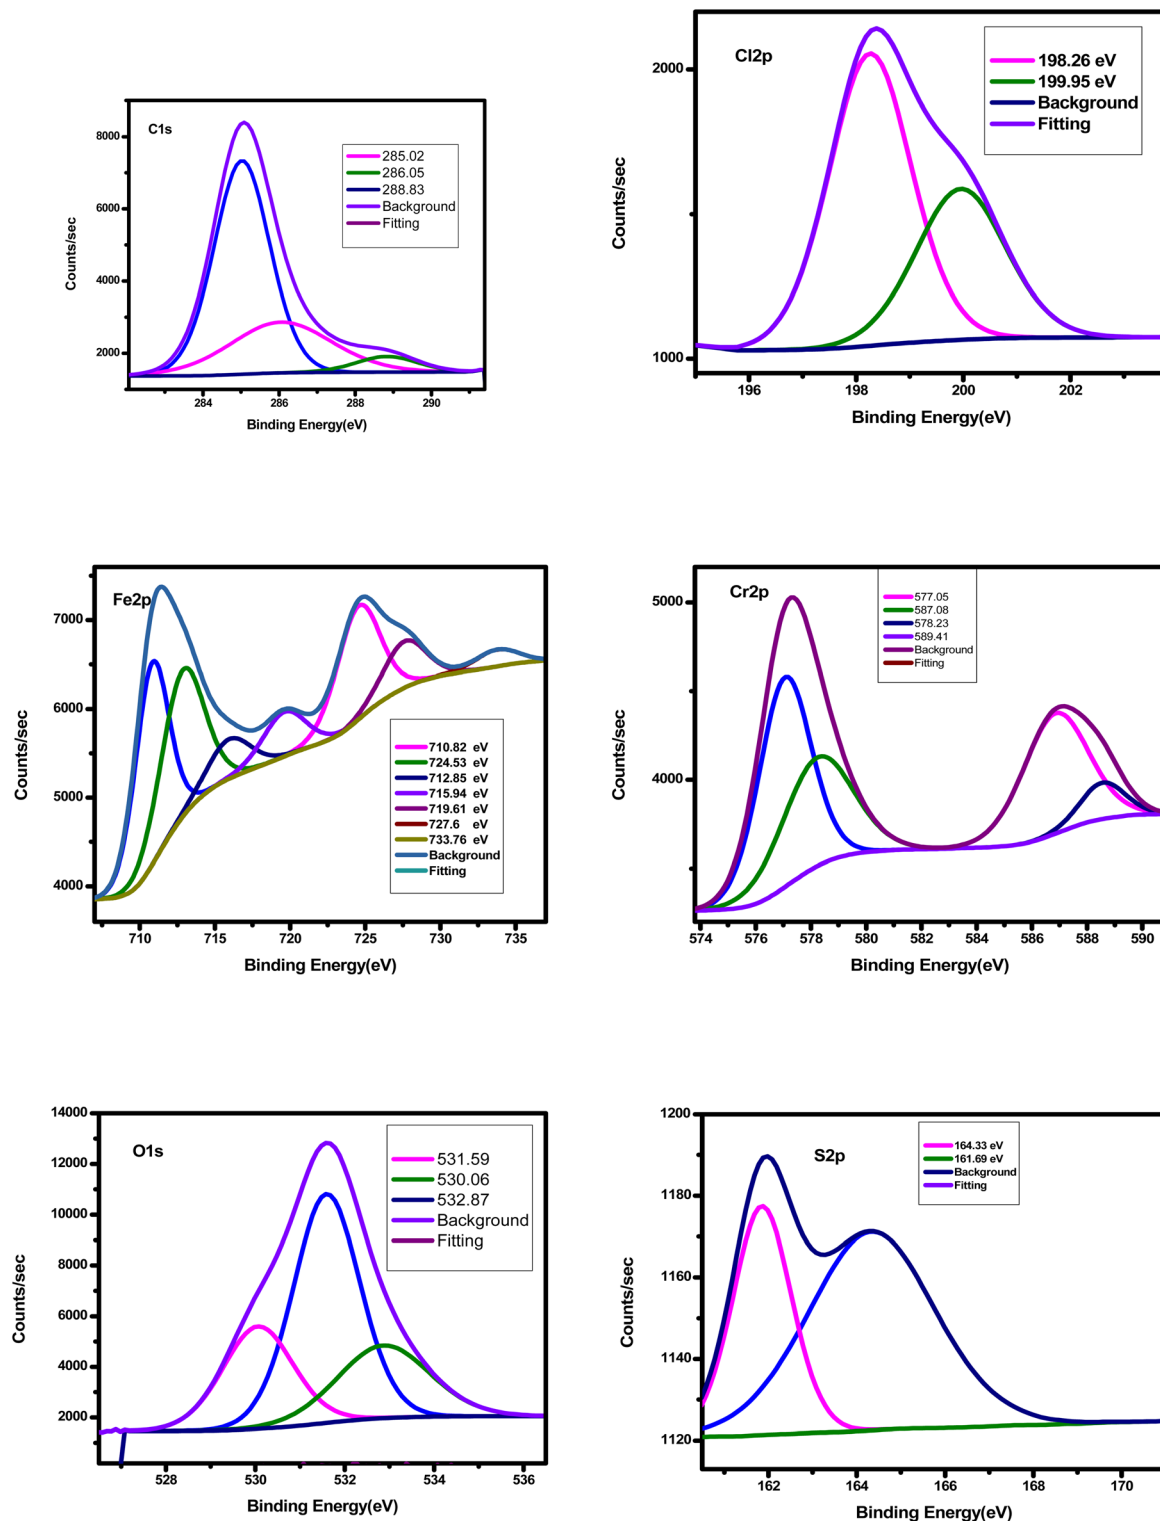 C1s
285.02
286.05
288.83
Background
Fitting
8000
6000
4000
2000
Counts/sec
284
286
288
290
Binding Energy(eV)
Cl2p
198.26 eV
199.95 eV
Background
Fitting
2000
1000
Counts/sec
196
198
200
202
Binding Energy(eV)
Fe2p
7000
6000
5000
4000
Counts/sec
710.82 eV
724.53 eV
712.85 eV
715.94 eV
719.61 eV
727.6 eV
733.76 eV
Background
Fitting
710
715
720
725
730
735
Binding Energy(eV)
Cr2p
577.05
587.08
578.23
589.41
Background
Fitting
5000
4000
Counts/sec
574
576
578
580
582
584
586
588
590
Binding Energy(eV)
O1s
531.59
530.06
532.87
Background
Fitting
14000
12000
10000
8000
6000
4000
2000
Counts/sec
528
530
532
534
536
Binding Energy(eV)
S2p
164.33 eV
161.69 eV
Background
Fitting
1200
1180
1160
1140
1120
Counts/sec
162
164
166
168
170
Binding Energy(eV)